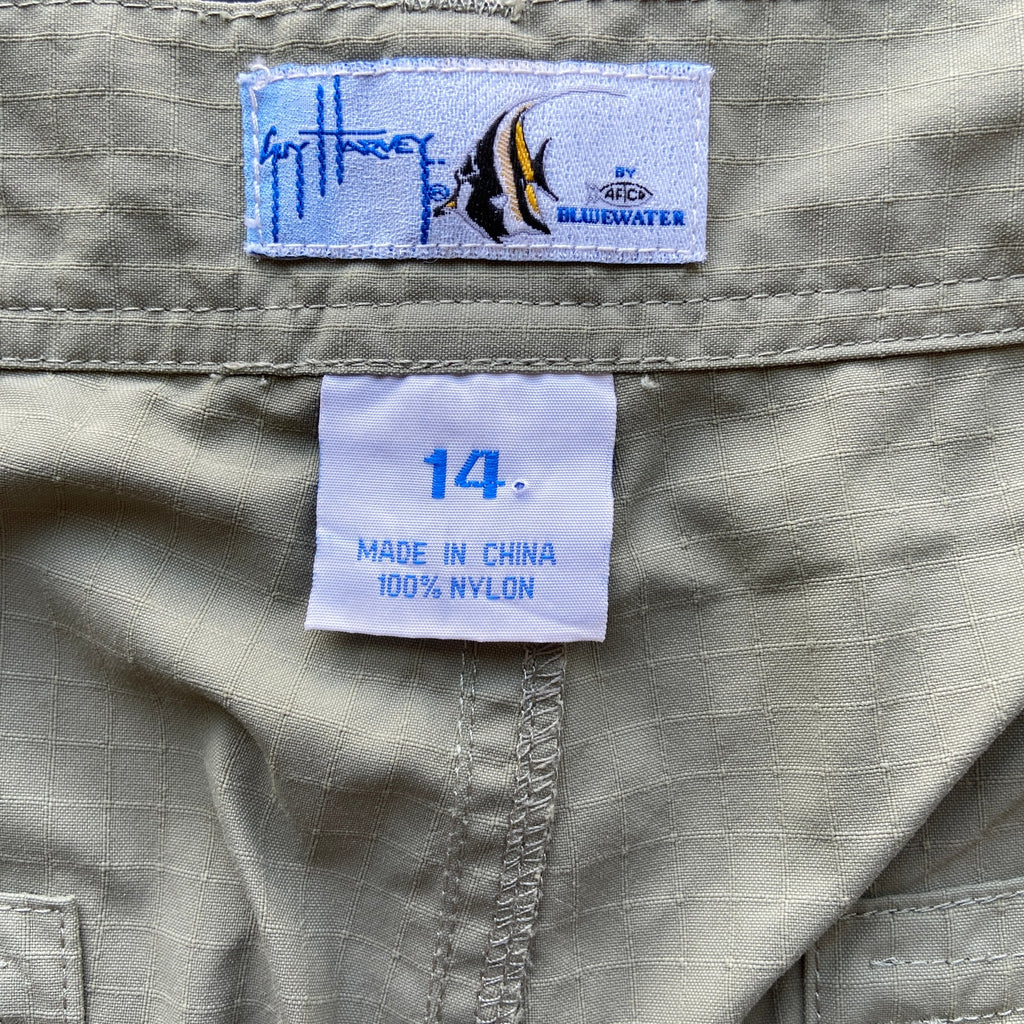 Guy Harvey
®
BY
AFTCO
BLUEWATER
14.
MADE IN CHINA
100% NYLON